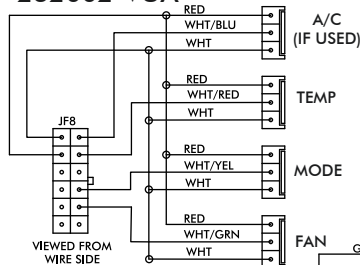 RED
WHT/BLU
WHT
A/C
(IF USED)
RED
WHT/RED
WHT
TEMP
JF8
RED
WHT/YEL
WHT
MODE
RED
WHT/GRN
WHT
FAN
VIEWED FROM
WIRE SIDE